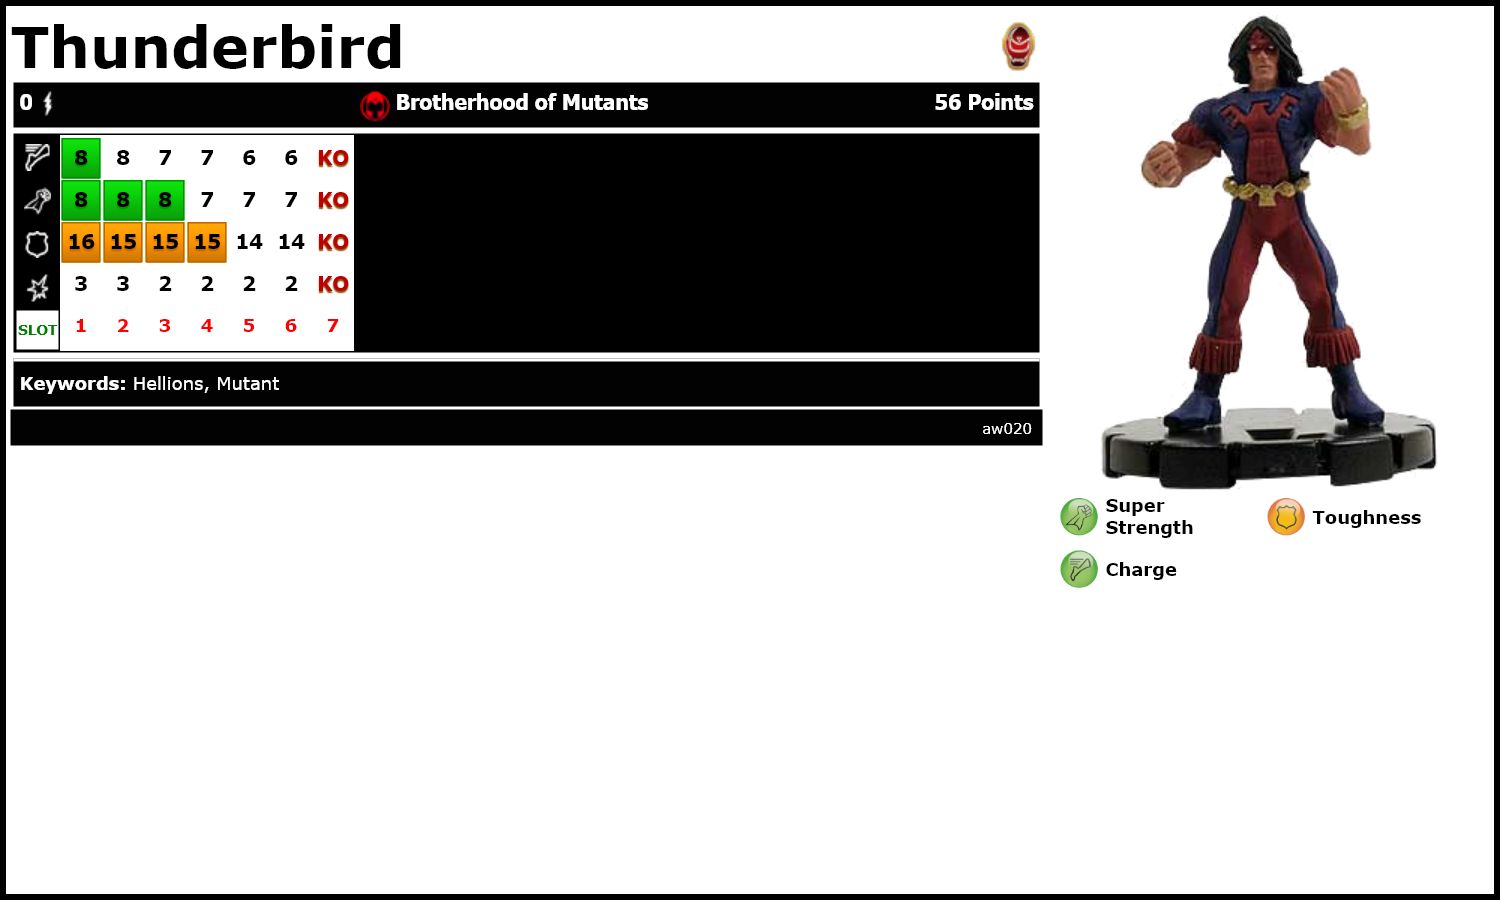 Thunderbird
0 Brotherhood of Mutants 56 Points
8 8 7 7 6 6 KO
8 8 8 7 7 7 KO
16 15 15 15 14 14 KO
3 3 2 2 2 2 KO
SLOT 1 2 3 4 5 6 7
Keywords: Hellions, Mutant
aw020
Super
Strength
Toughness
Charge